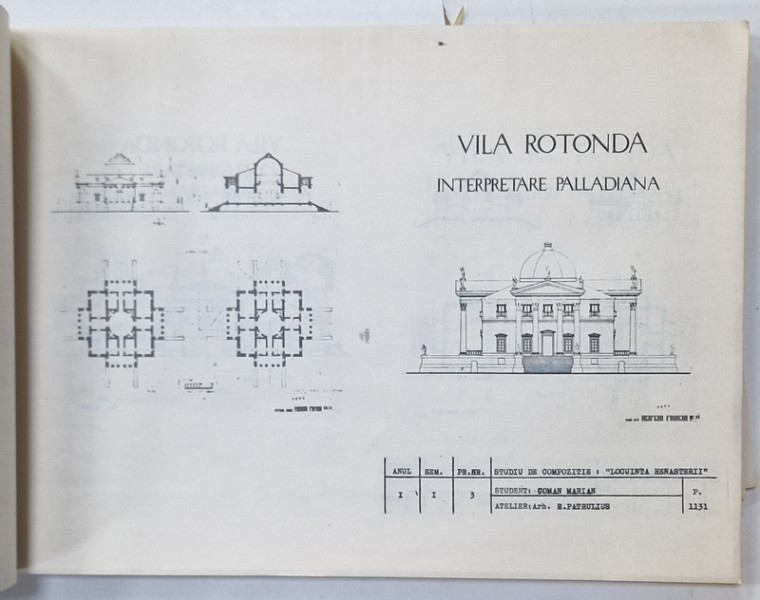 VILA ROTONDA
INTERPRETARE PALLADIANA
ANUL SEM. PR.NR. STUDIU DE COMPOZITIE : "LOCUINTA RENASTERII"
I I 3 STUDENT: COMAN MARIAN P.
ATELIER:Arh. R.PATRULIUS 1131